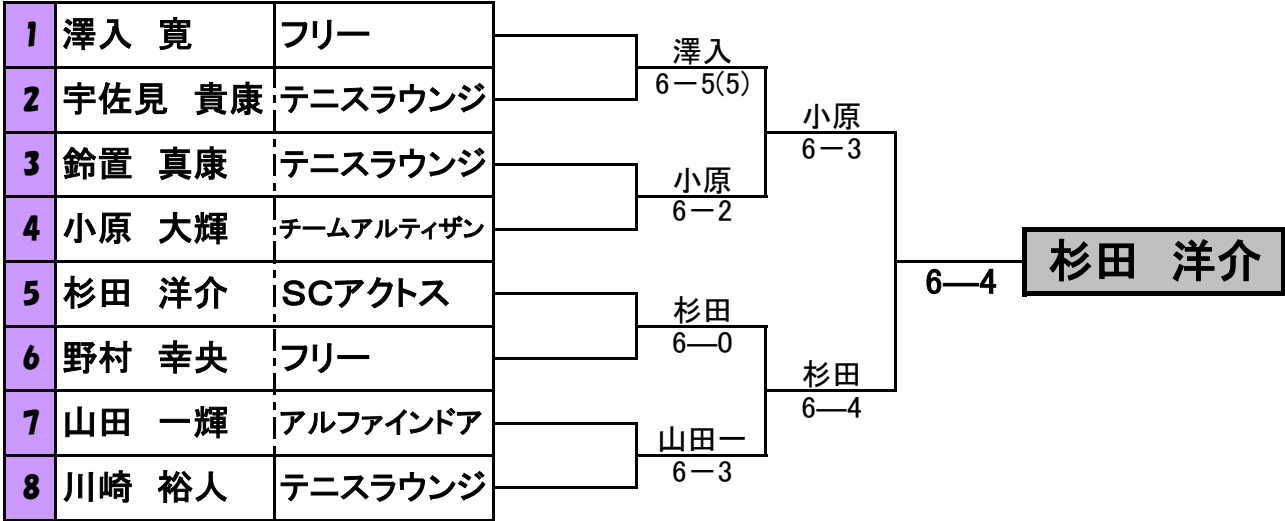 1 澤入 寛 フリー
2 宇佐見 貴康 テニスラウンジ
3 鈴置 真康 テニスラウンジ
4 小原 大輝 チームアルティザン
5 杉田 洋介 SCアクトス
6 野村 幸央 フリー
7 山田 一輝 アルファインドア
8 川崎 裕人 テニスラウンジ
澤入
6-5(5)
小原
6-2
杉田
6—0
山田一
6-3
小原
6-3
杉田
6—4
6—4
杉田 洋介